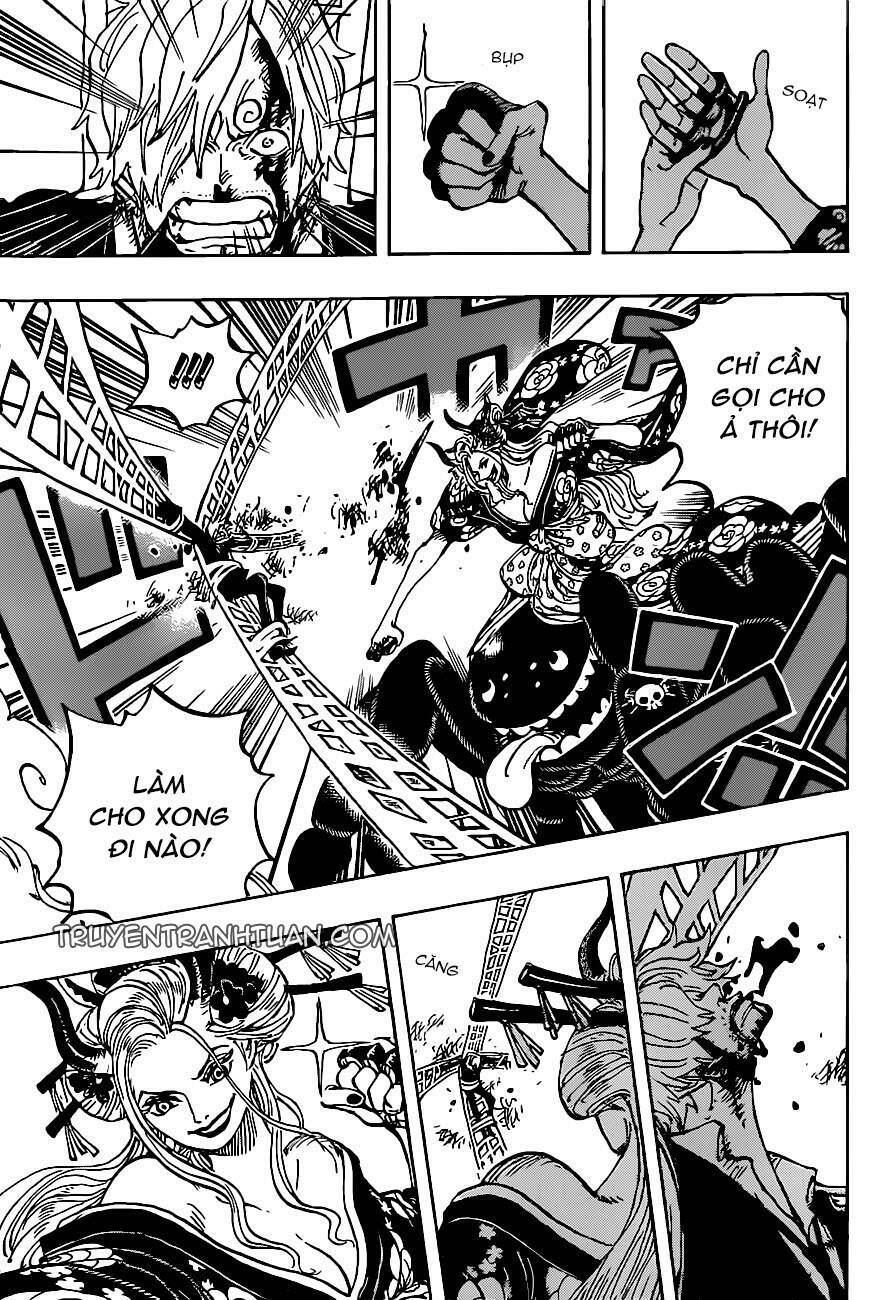 SOẠT
BỤP
CHỈ CẦN
GỌI CHO
Ả THÔI!
!!!
LÀM
CHO XONG
ĐI NÀO!
TRUYENTRANHTUAN.COM
CĂNG